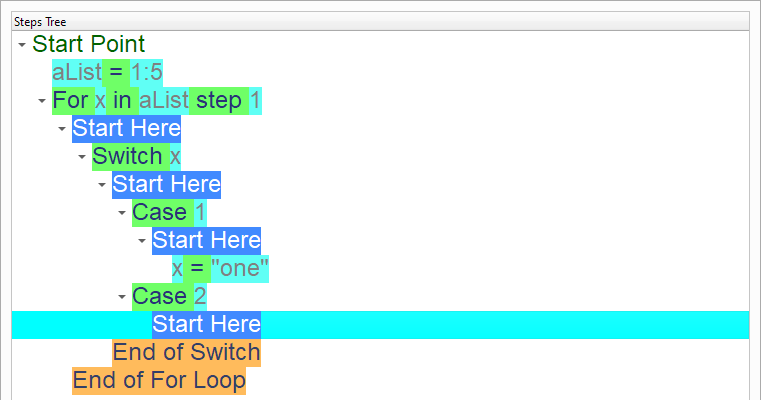 Steps Tree
Start Point
aList = 1:5
For x in aList step 1
Start Here
Switch x
Start Here
Case 1
Start Here
x = "one"
Case 2
Start Here
End of Switch
End of For Loop